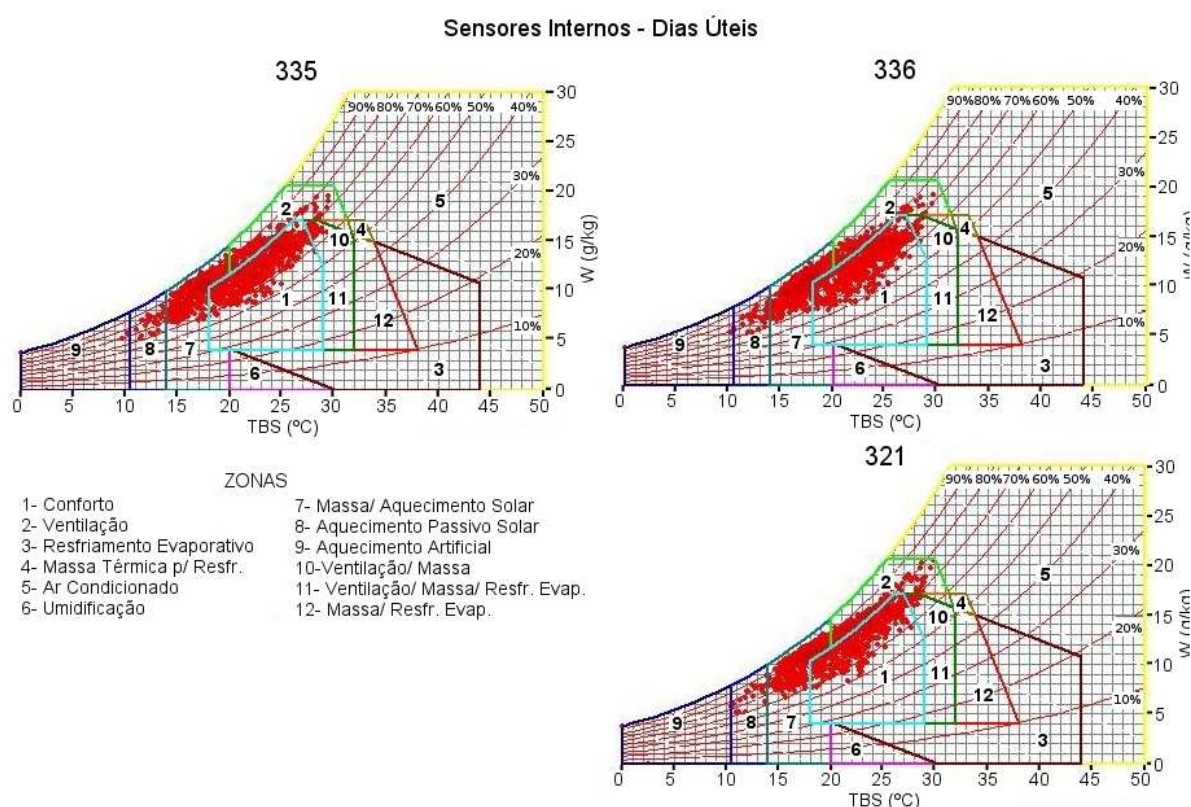 Sensores Internos - Dias Úteis
335
90% 80% 70% 60% 50% 40%
30%
20%
10%
30
25
20
15
10
5
0
W (g/kg)
2
4
5
10
1
11
12
9
8
7
6
3
0 5 10 15 20 25 30 35 40 45 50
TBS (ºC)
336
90% 80% 70% 60% 50% 40%
30%
20%
10%
30
25
20
15
10
5
0
W (g/kg)
2
4
5
10
1
11
12
9
8
7
6
3
0 5 10 15 20 25 30 35 40 45 50
TBS (ºC)
ZONAS
1- Conforto
2- Ventilação
3- Resfriamento Evaporativo
4- Massa Térmica p/ Resfr.
5- Ar Condicionado
6- Umidificação
7- Massa/ Aquecimento Solar
8- Aquecimento Passivo Solar
9- Aquecimento Artificial
10-Ventilação/ Massa
11- Ventilação/ Massa/ Resfr. Evap.
12- Massa/ Resfr. Evap.
321
90% 80% 70% 60% 50% 40%
30%
20%
10%
30
25
20
15
10
5
0
W (g/kg)
2
4
5
10
1
11
12
9
8
7
6
3
0 5 10 15 20 25 30 35 40 45 50
TBS (ºC)